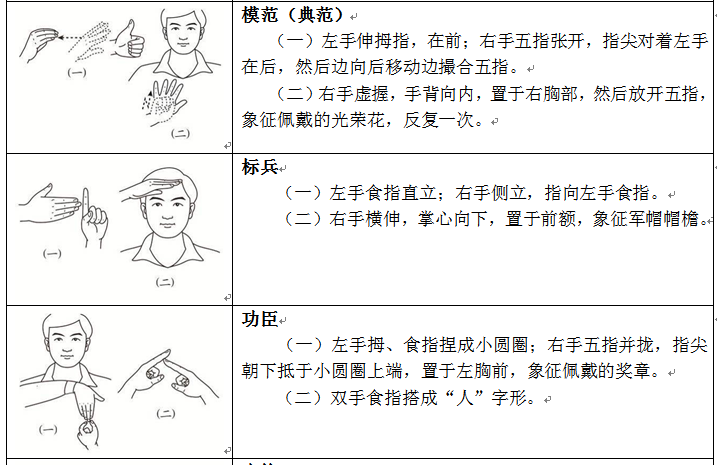 模范（典范）
（一）左手伸拇指，在前；右手五指张开，指尖对着左手
在后，然后边向后移动边撮合五指。
（二）右手虚握，手背向内，置于右胸部，然后放开五指，
象征佩戴的光荣花，反复一次。
（一）
（二）
标兵
（一）左手食指直立；右手侧立，指向左手食指。
（二）右手横伸，掌心向下，置于前额，象征军帽帽檐。
（一）
（二）
功臣
（一）左手拇、食指捏成小圆圈；右手五指并拢，指尖
朝下抵于小圆圈上端，置于左胸前，象征佩戴的奖章。
（二）双手食指搭成“人”字形。
（一）
（二）